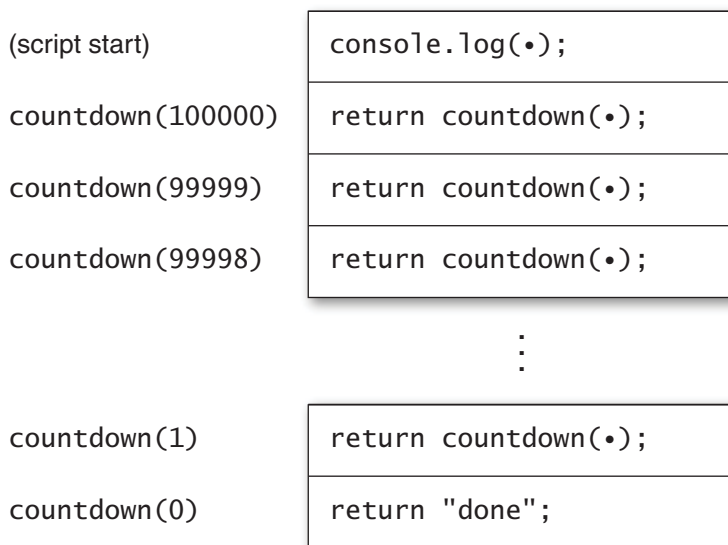 (script start) console.log(•);
countdown(100000) return countdown(•);
countdown(99999) return countdown(•);
countdown(99998) return countdown(•);
⋮
countdown(1) return countdown(•);
countdown(0) return "done";